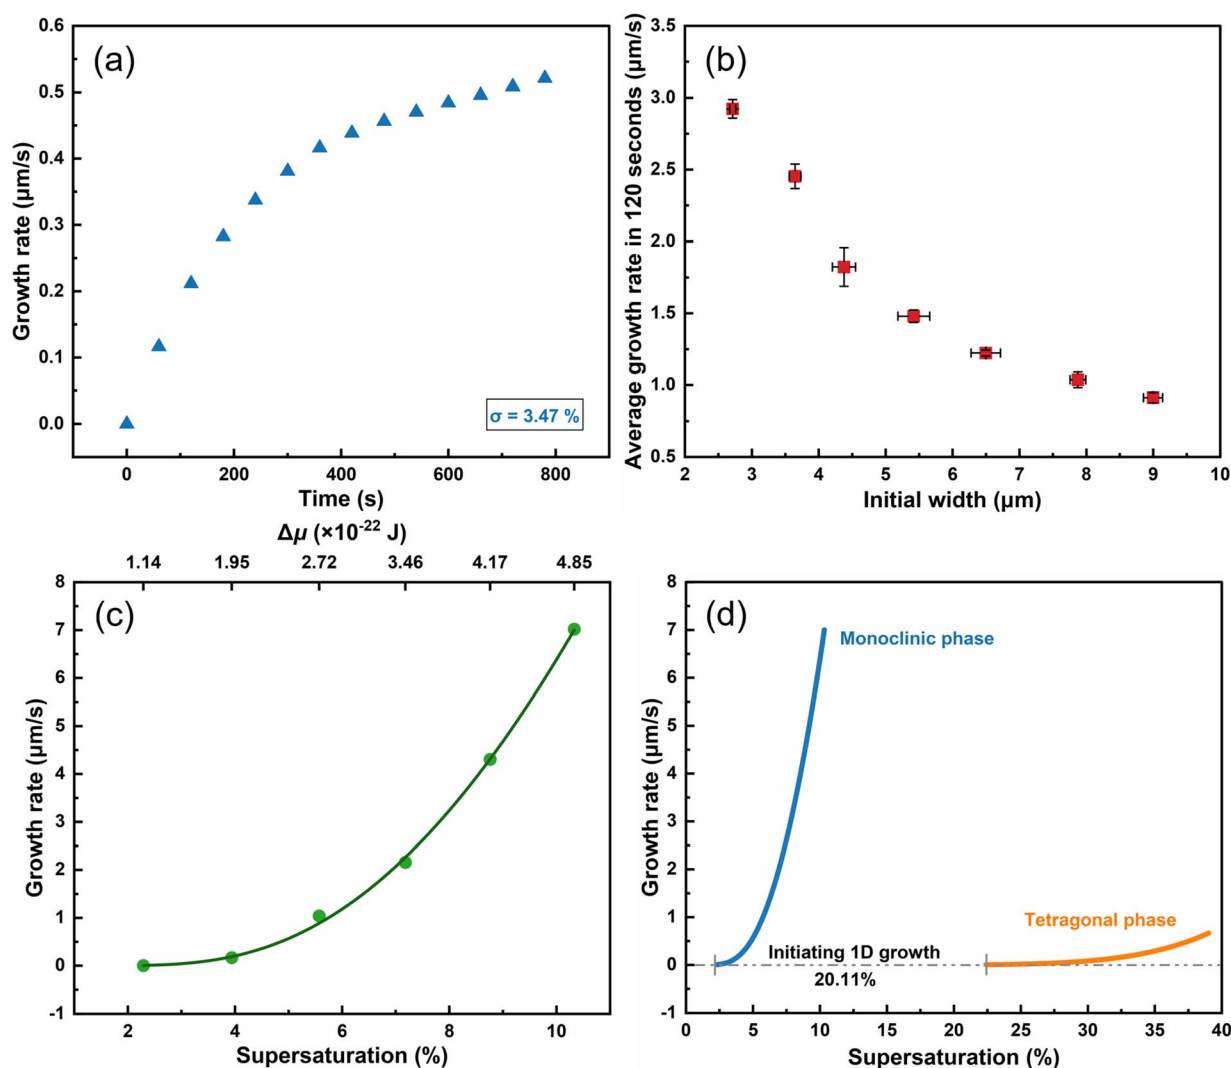 (a)
Growth rate (μm/s)
0.6
0.5
0.4
0.3
0.2
0.1
0.0
σ = 3.47 %
0 200 400 600 800
Time (s)
(b)
Average growth rate in 120 seconds (μm/s)
3.5
3.0
2.5
2.0
1.5
1.0
0.5
2 3 4 5 6 7 8 9 10
Initial width (μm)
Δμ (×10⁻²² J)
1.14 1.95 2.72 3.46 4.17 4.85
(c)
Growth rate (μm/s)
8
7
6
5
4
3
2
1
0
-1
2 4 6 8 10
Supersaturation (%)
(d)
Growth rate (μm/s)
8
7
6
5
4
3
2
1
0
-1
Monoclinic phase
Tetragonal phase
Initiating 1D growth
20.11%
0 5 10 15 20 25 30 35 40
Supersaturation (%)